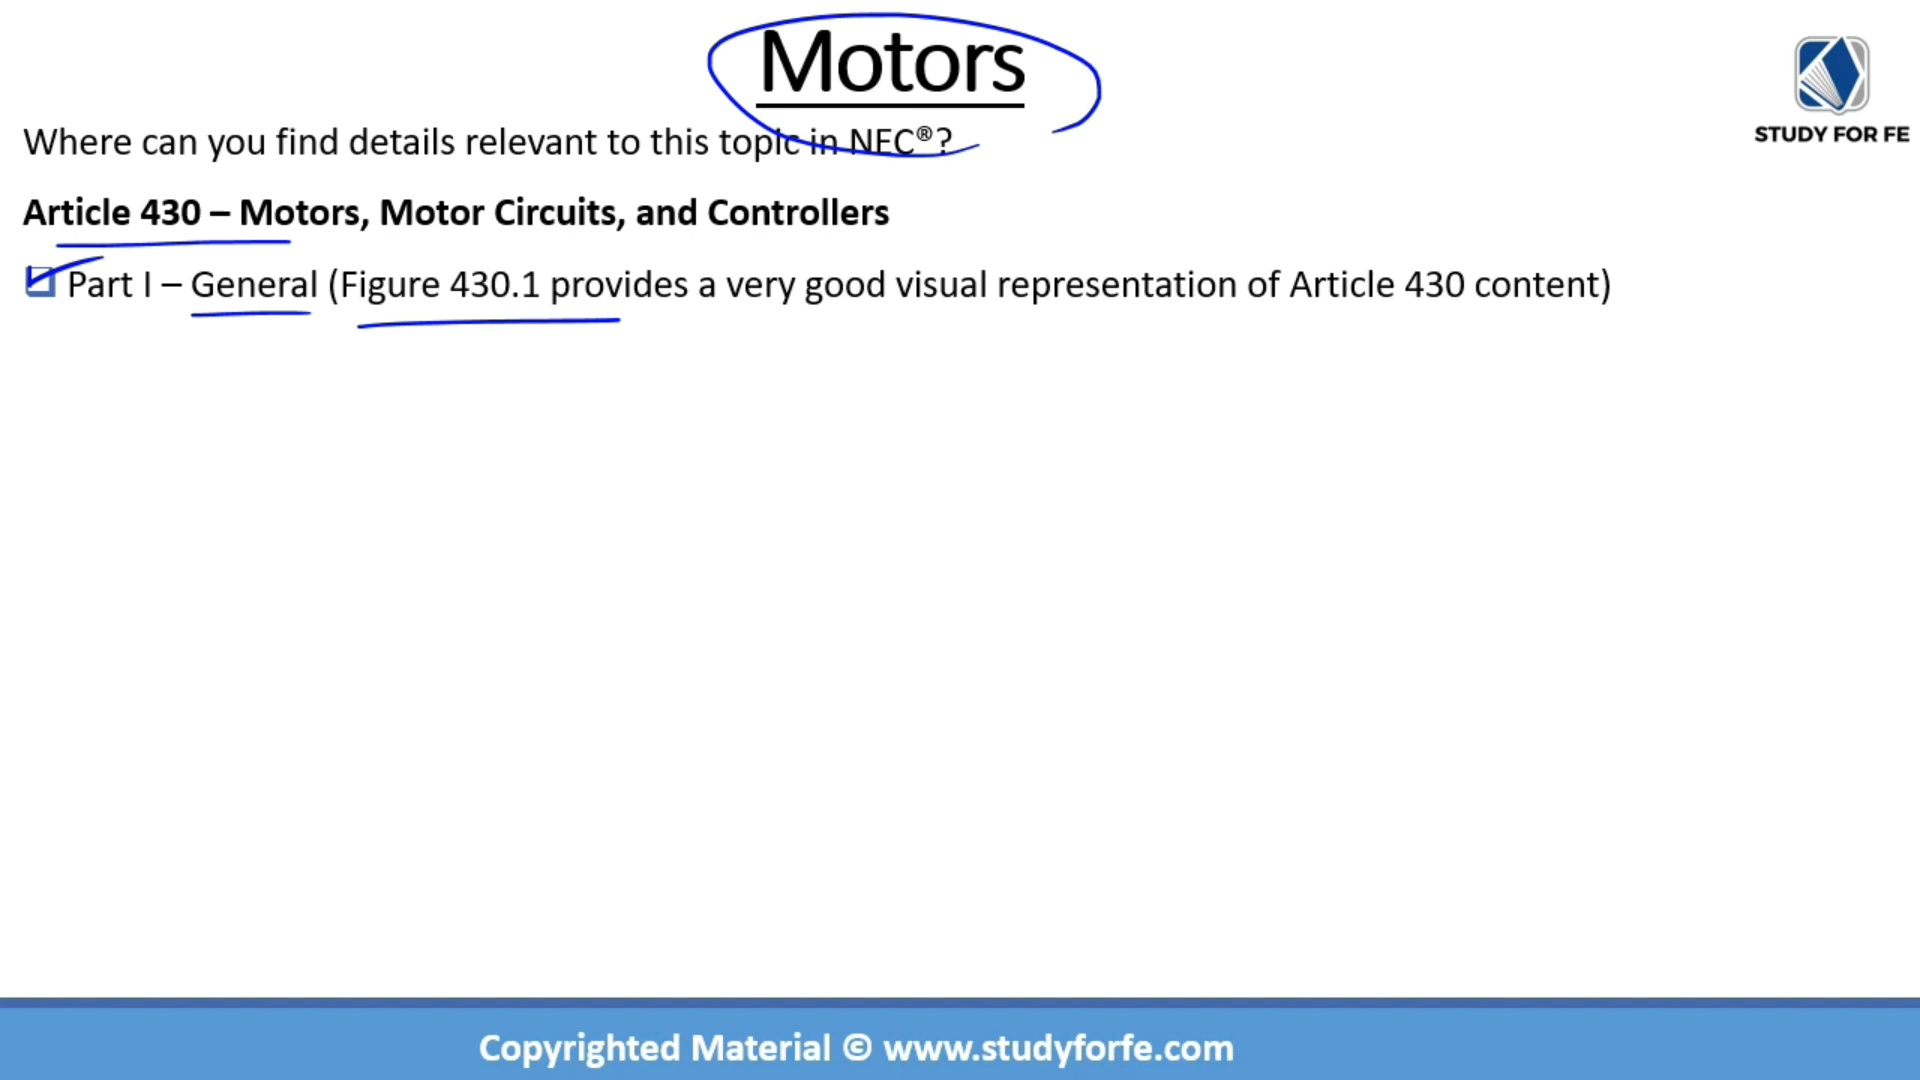 Motors
STUDY FOR FE
Where can you find details relevant to this topic in NEC®?
Article 430 – Motors, Motor Circuits, and Controllers
Part I – General (Figure 430.1 provides a very good visual representation of Article 430 content)
Copyrighted Material © www.studyforfe.com